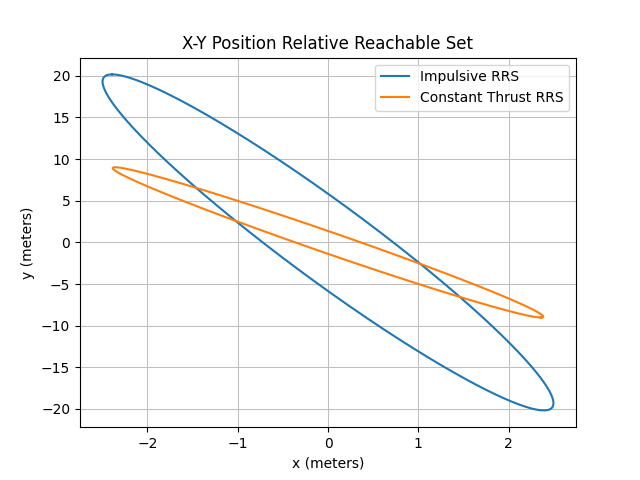 X-Y Position Relative Reachable Set
Impulsive RRS
Constant Thrust RRS
20
15
10
5
0
−5
−10
−15
−20
y (meters)
−2
−1
0
1
2
x (meters)